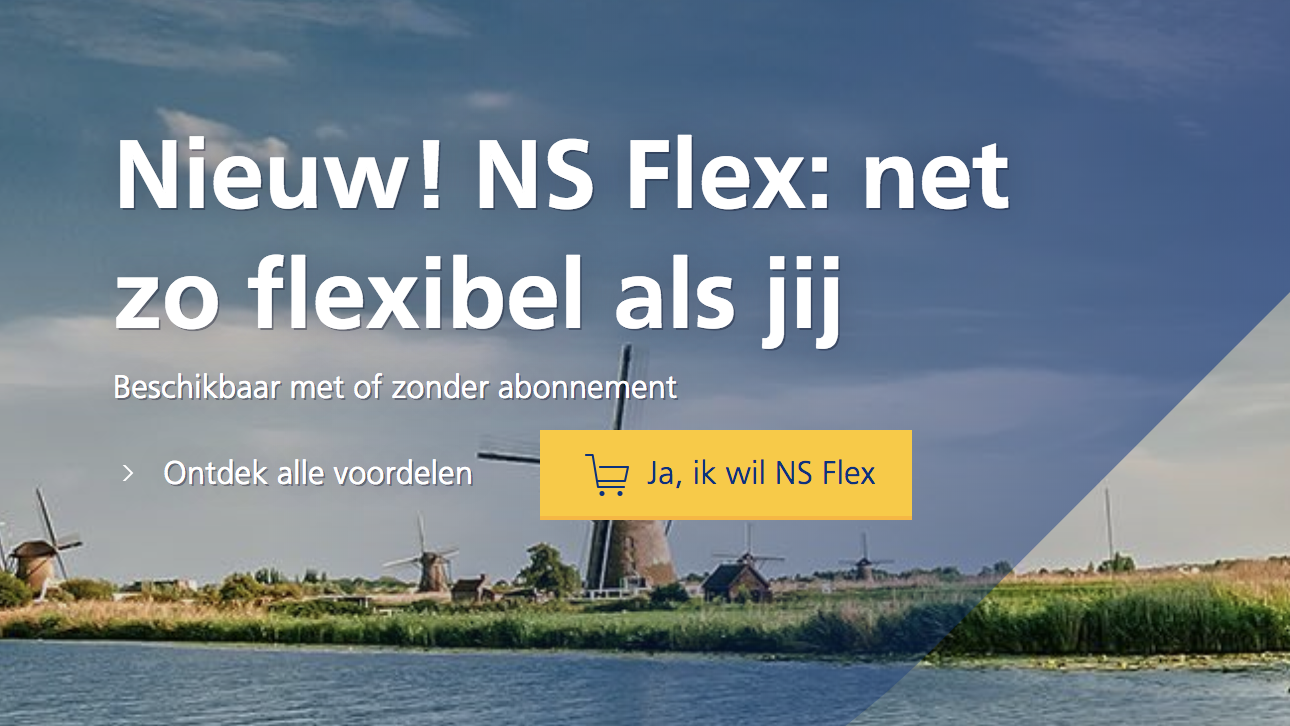 Nieuw! NS Flex: net
zo flexibel als jij
Beschikbaar met of zonder abonnement
Ontdek alle voordelen
Ja, ik wil NS Flex